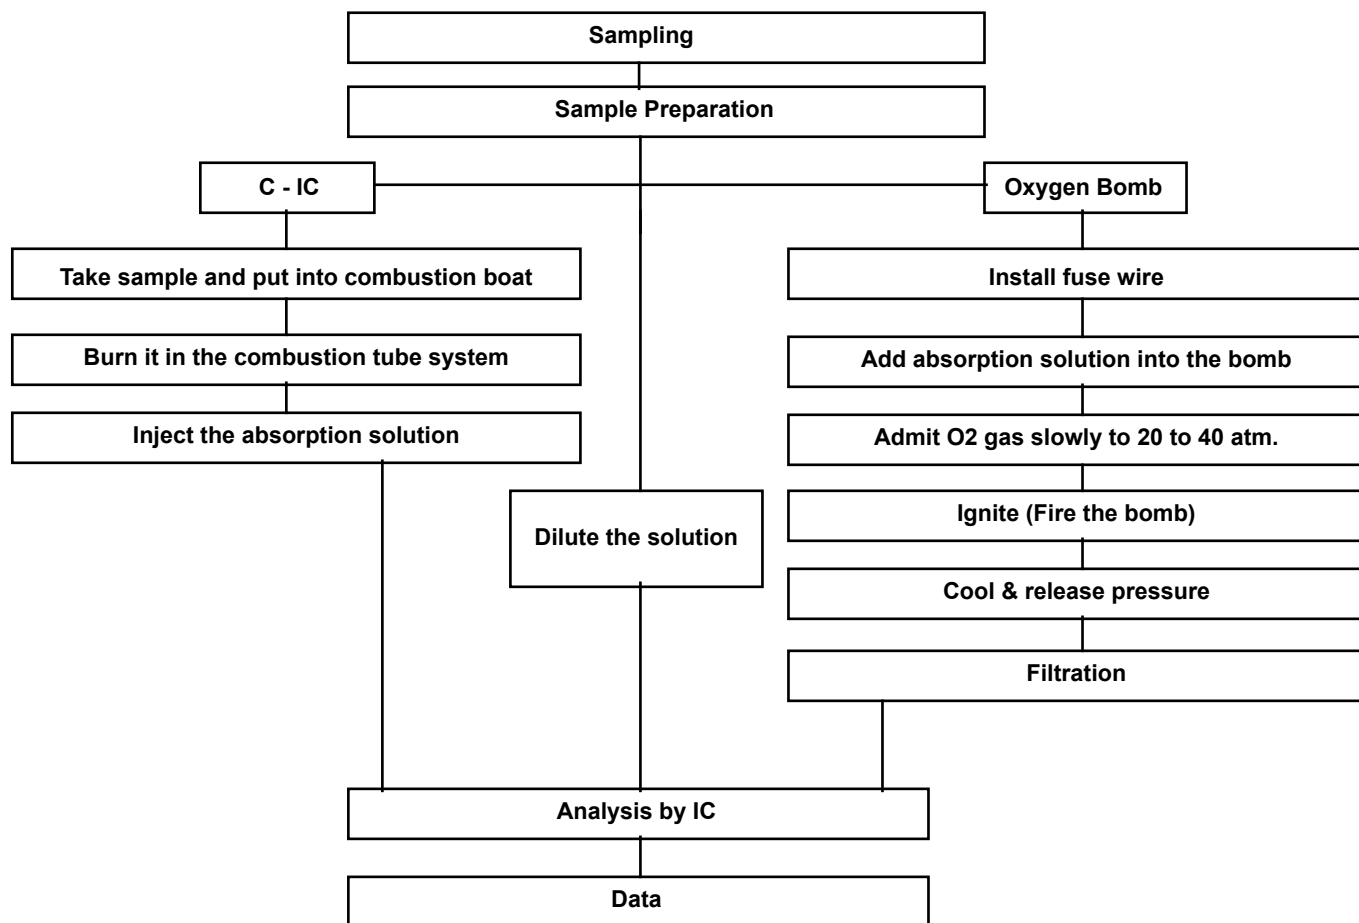 Sampling
Sample Preparation
C - IC
Oxygen Bomb
Take sample and put into combustion boat
Install fuse wire
Burn it in the combustion tube system
Add absorption solution into the bomb
Inject the absorption solution
Admit O2 gas slowly to 20 to 40 atm.
Dilute the solution
Ignite (Fire the bomb)
Cool & release pressure
Filtration
Analysis by IC
Data